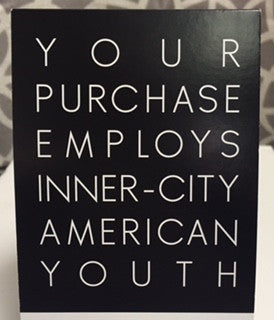 YOUR
PURCHASE
EMPLOYS
INNER-CITY
AMERICAN
YOUTH